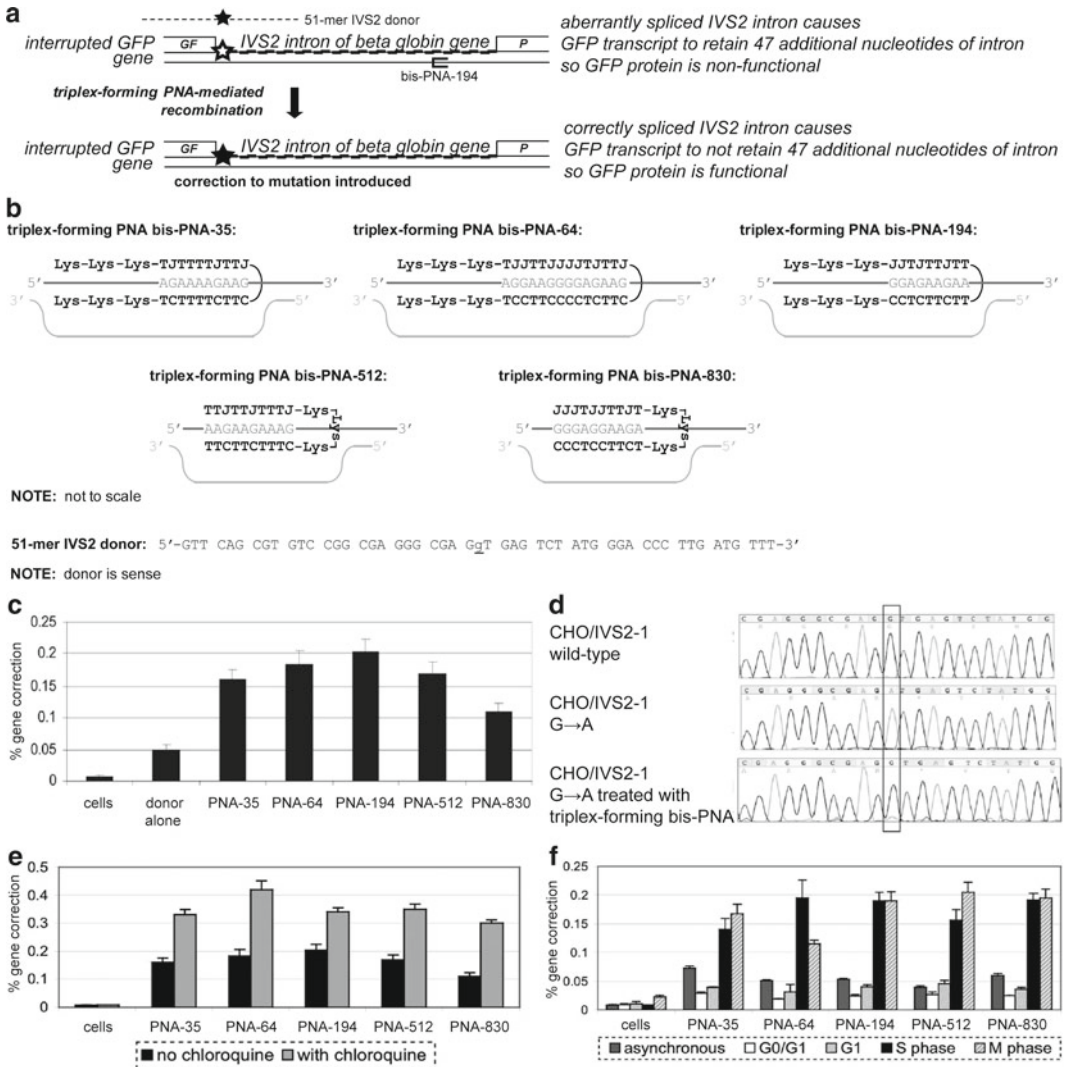 a
51-mer IVS2 donor
interrupted GFP gene
GF
IVS2 intron of beta globin gene
P
bis-PNA-194
aberrantly spliced IVS2 intron causes
GFP transcript to retain 47 additional nucleotides of intron
so GFP protein is non-functional
triplex-forming PNA-mediated
recombination
interrupted GFP gene
GF
IVS2 intron of beta globin gene
P
correction to mutation introduced
correctly spliced IVS2 intron causes
GFP transcript to not retain 47 additional nucleotides of intron
so GFP protein is functional
b
triplex-forming PNA bis-PNA-35:
Lys-Lys-Lys-TJTTTTJTTJ
5' AGAAAAGAAG 3'
3' Lys-Lys-Lys-TCTTTTCTTC 5'
triplex-forming PNA bis-PNA-64:
Lys-Lys-Lys-TJJTTJJJJTJTTJ
5' AGGAAGGGGAGAAG 3'
3' Lys-Lys-Lys-TCCTTCCCCTCTTC 5'
triplex-forming PNA bis-PNA-194:
Lys-Lys-Lys-JJTJTTJTT
5' GGAGAAGAA 3'
3' Lys-Lys-Lys-CCTCTTCTT 5'
triplex-forming PNA bis-PNA-512:
TTJTTJTTTJ-Lys
5' AAGAAGAAAG Lys 3'
3' TTCTTCTTTC-Lys 5'
triplex-forming PNA bis-PNA-830:
JJJTJJTTJT-Lys
5' GGGAGGAAGA Lys 3'
3' CCCTCCTTCT-Lys 5'
NOTE: not to scale
51-mer IVS2 donor: 5'-GTT CAG CGT GTC CGG CGA GGG CGA GgT GAG TCT ATG GGA CCC TTG ATG TTT-3'
NOTE: donor is sense
c
% gene correction
0.25
0.2
0.15
0.1
0.05
0
cells
donor alone
PNA-35
PNA-64
PNA-194
PNA-512
PNA-830
d
CHO/IVS2-1
wild-type
C G A G G G C G A G G T G A G T C T A T G G
CHO/IVS2-1
G→A
C G A G G G C G A G A T G A G T C T A T G G
CHO/IVS2-1
G→A treated with
triplex-forming bis-PNA
C G A G G G C G A G G T G A G T C T A T G G
e
% gene correction
0.5
0.4
0.3
0.2
0.1
0
cells
PNA-35
PNA-64
PNA-194
PNA-512
PNA-830
no chloroquine
with chloroquine
f
% gene correction
0.25
0.2
0.15
0.1
0.05
0
cells
PNA-35
PNA-64
PNA-194
PNA-512
PNA-830
asynchronous
G0/G1
G1
S phase
M phase